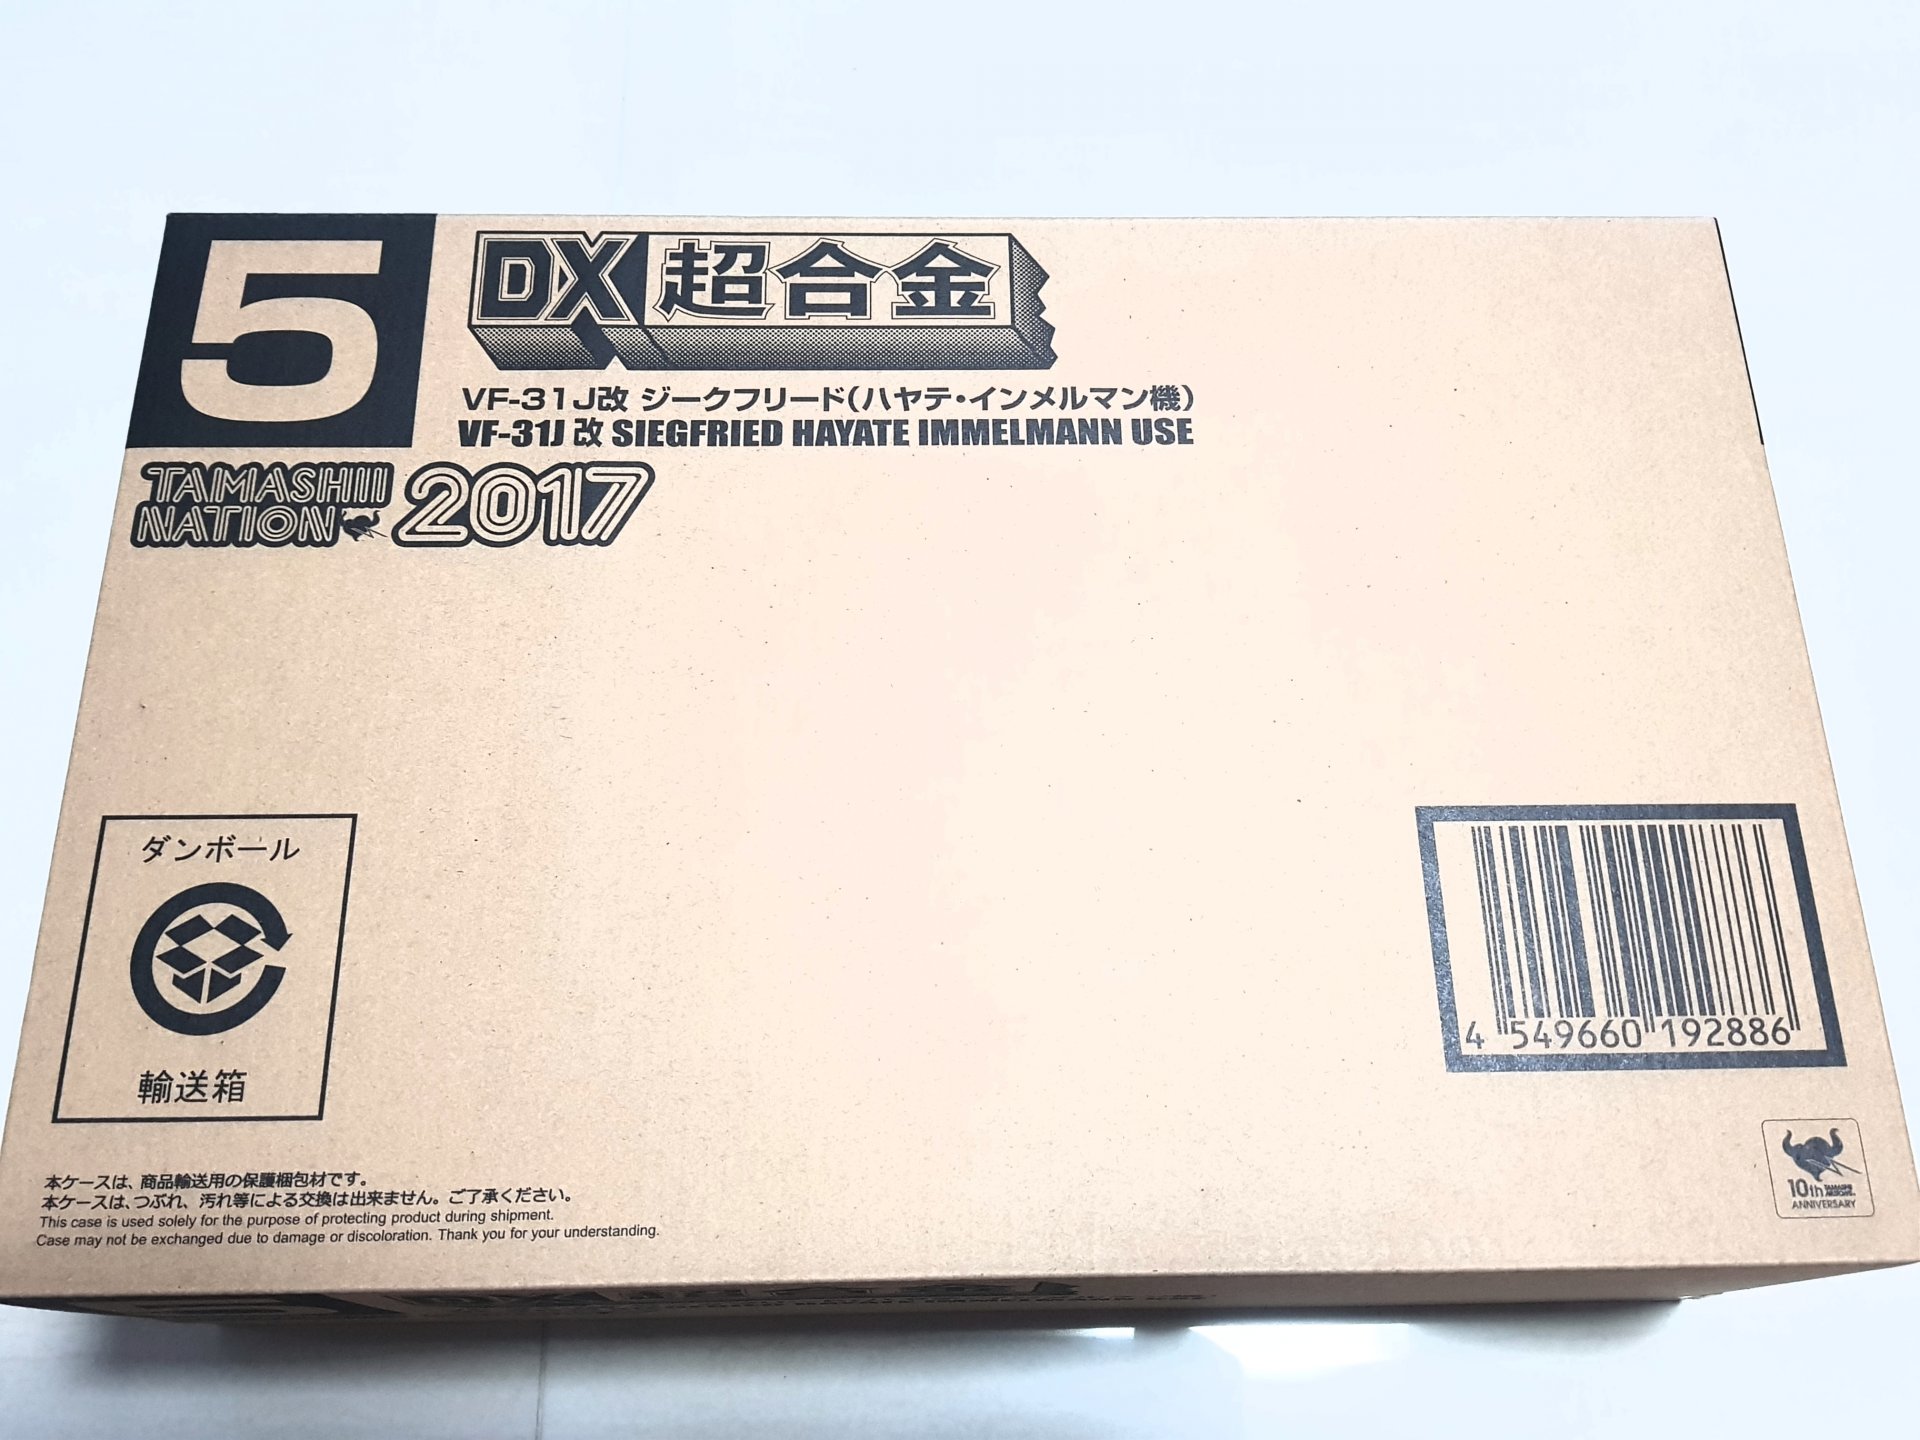 5
DX超合金
VF-31J改 ジークフリード(ハヤテ・インメルマン機)
VF-31J 改 SIEGFRIED HAYATE IMMELMANN USE
TAMASHII
NATION 2017
ダンボール
輸送箱
4 549660 192886
本ケースは、商品輸送用の保護梱包材です。
本ケースは、つぶれ、汚れ等による交換は出来ません。ご了承ください。
This case is used solely for the purpose of protecting product during shipment.
Case may not be exchanged due to damage or discoloration. Thank you for your understanding.
10th
ANNIVERSARY